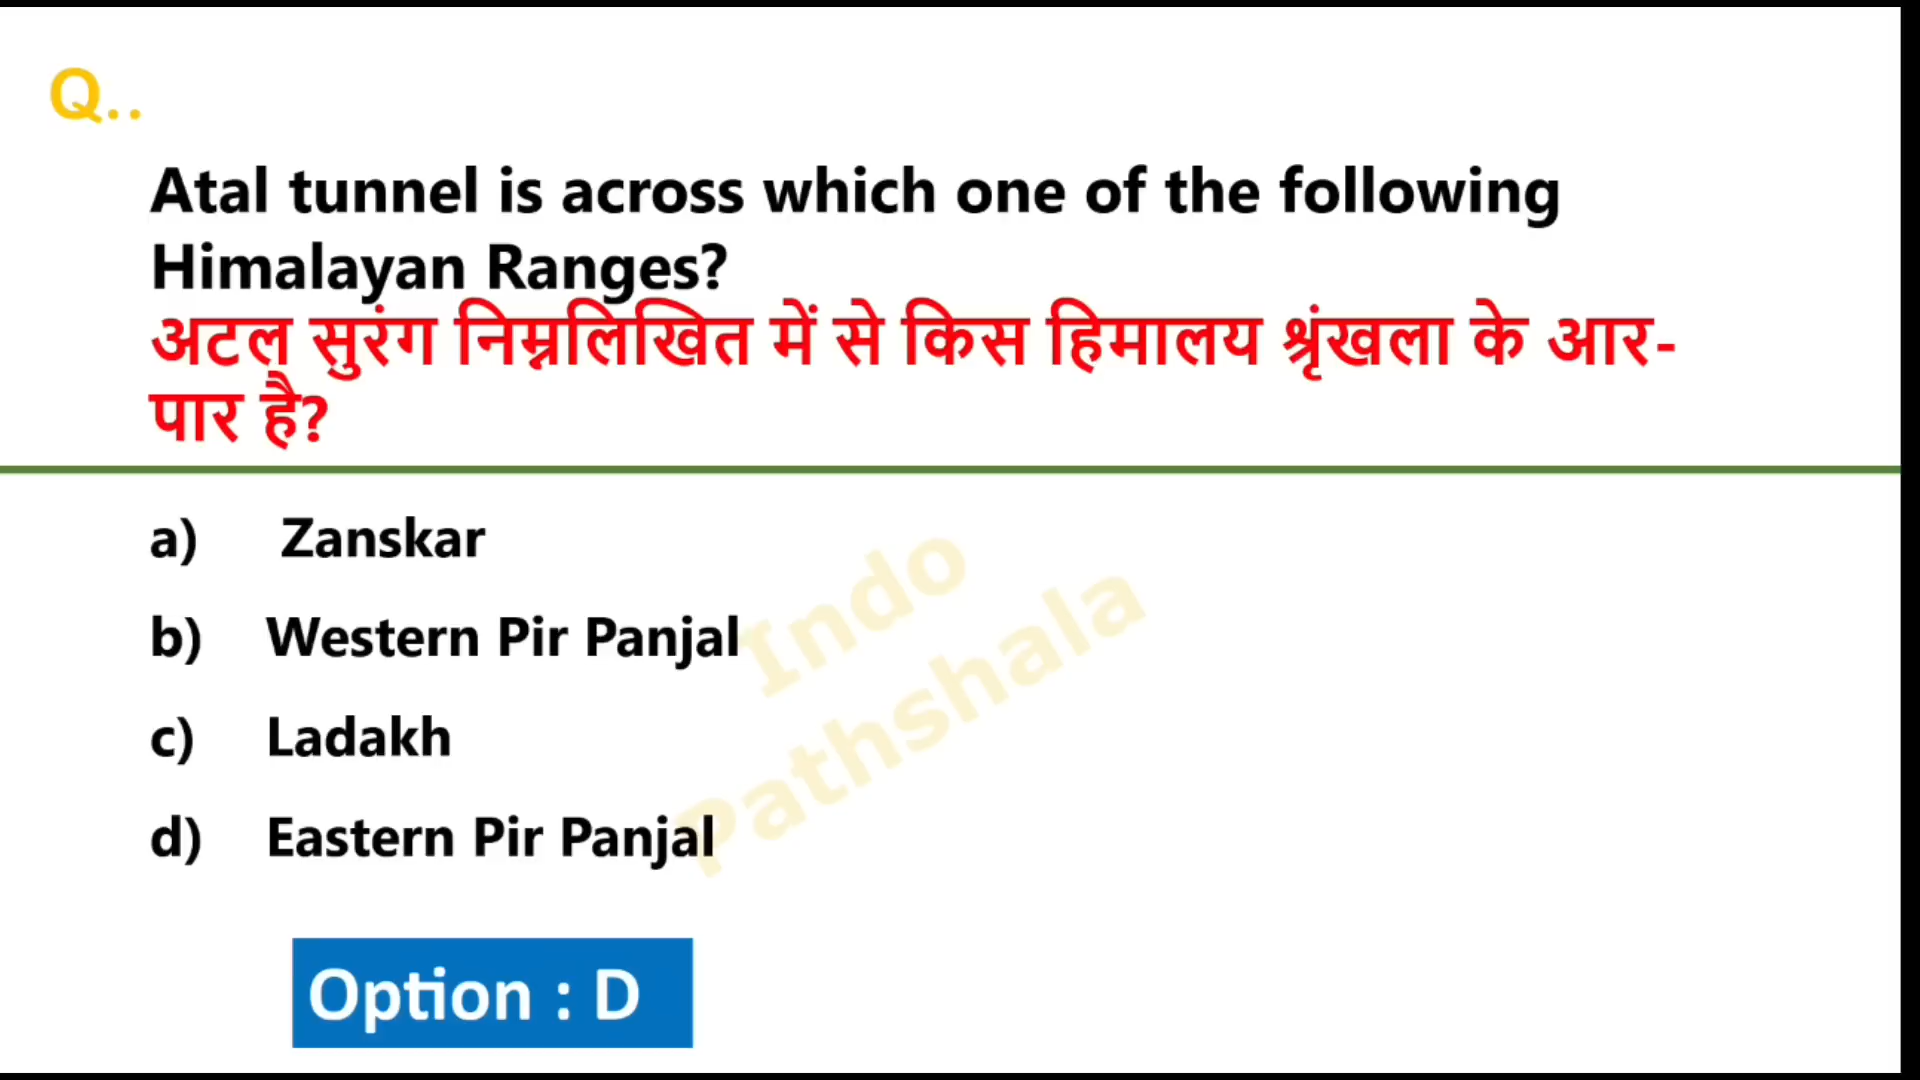 Q..
Atal tunnel is across which one of the following
Himalayan Ranges?
अटल सुरंग निम्नलिखित में से किस हिमालय श्रृंखला के आर-
पार है?
a) Zanskar
b) Western Pir Panjal
c) Ladakh
d) Eastern Pir Panjal
Indo
Pathshala
Option : D